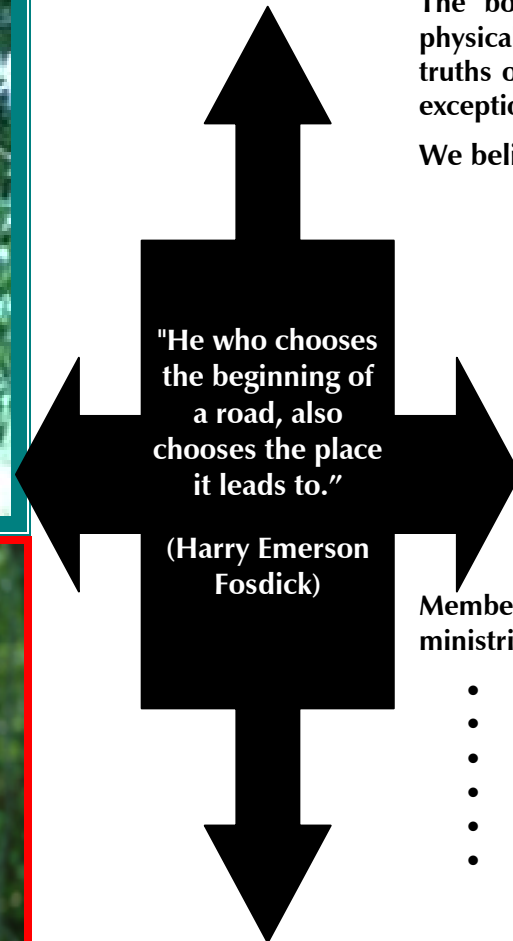 The
physica
truths
exceptio
We beli
"He who chooses
the beginning of
a road, also
chooses the place
it leads to.”
(Harry Emerson
Fosdick)
Membe
ministri
•
•
•
•
•
•